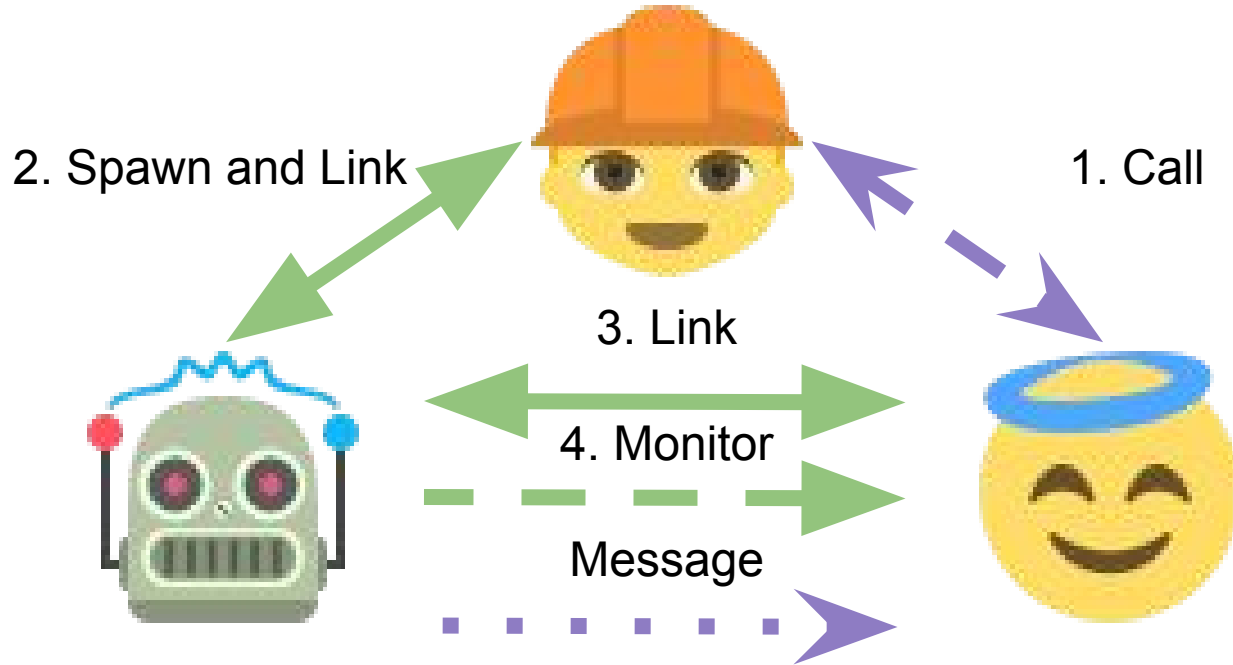 2. Spawn and Link
1. Call
3. Link
4. Monitor
Message